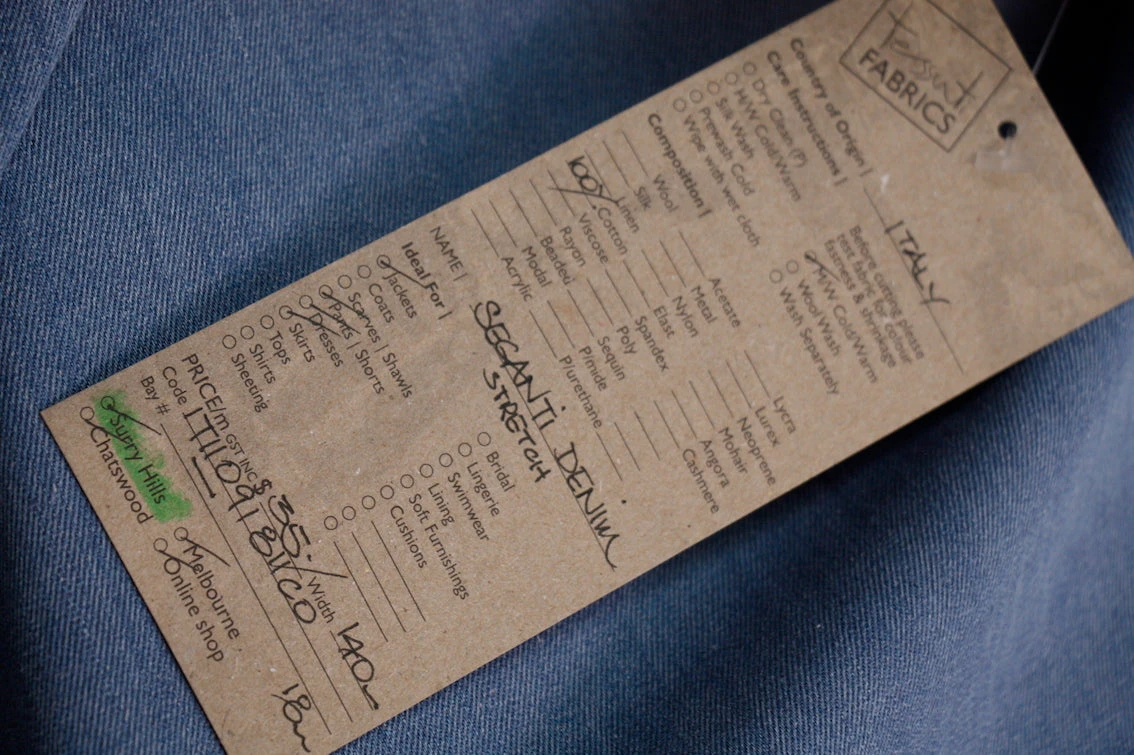 Tessuti
FABRICS
Country of Origin | ITALY
Care Instructions |
Before cutting please
test fabric for colour
fastness & shrinkage
Dry Clean (P)
H/W Cold/Warm
Silk Wash
Prewash Cold
Wipe with wet cloth
H/W Cold/Warm
Wool Wash
Wash Separately
Composition |
Wool
Silk
Linen
100% Cotton
Viscose
Rayon
Beaded
Modal
Acrylic
Acetate
Metal
Nylon
Elast
Spandex
Poly
Sequin
P'imide
P/urethane
Lycra
Lurex
Neoprene
Mohair
Angora
Cashmere
NAME | SEGANTI DENIM
STRETCH
Ideal For |
Jackets
Coats
Scarves | Shawls
Pants | Shorts
Dresses
Skirts
Tops
Shirts
Sheeting
Bridal
Lingerie
Swimwear
Lining
Soft Furnishings
Cushions
PRICE/m GST INC $ 35.- Width 140
Code
Bay #
18m
Surry Hills
Chatswood
Melbourne
Online shop